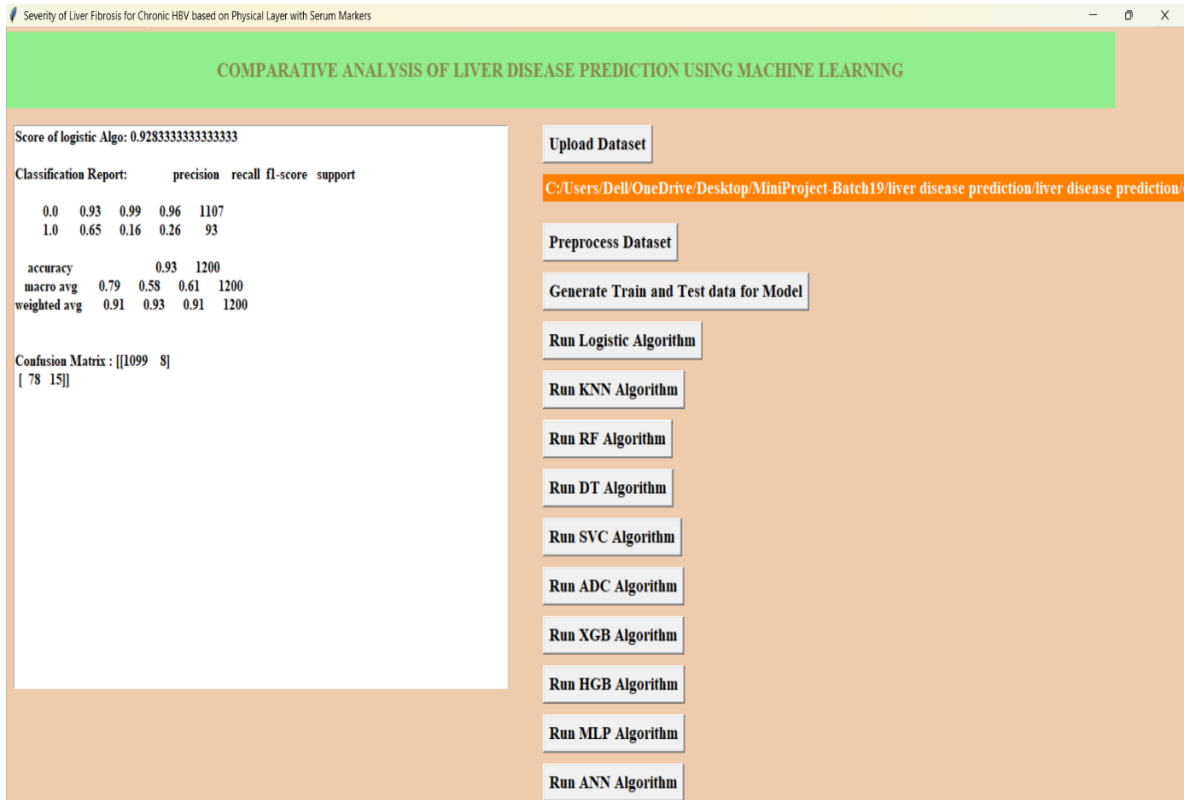 Severity of Liver Fibrosis for Chronic HBV based on Physical Layer with Serum Markers
COMPARATIVE ANALYSIS OF LIVER DISEASE PREDICTION USING MACHINE LEARNING
Score of logistic Algo: 0.9283333333333333
Classification Report: precision recall f1-score support
0.0 0.93 0.99 0.96 1107
1.0 0.65 0.16 0.26 93
accuracy 0.93 1200
macro avg 0.79 0.58 0.61 1200
weighted avg 0.91 0.93 0.91 1200
Confusion Matrix : [[1099 8]
[ 78 15]]
Upload Dataset
C:/Users/Dell/OneDrive/Desktop/MiniProject-Batch19/liver disease prediction/liver disease prediction/
Preprocess Dataset
Generate Train and Test data for Model
Run Logistic Algorithm
Run KNN Algorithm
Run RF Algorithm
Run DT Algorithm
Run SVC Algorithm
Run ADC Algorithm
Run XGB Algorithm
Run HGB Algorithm
Run MLP Algorithm
Run ANN Algorithm